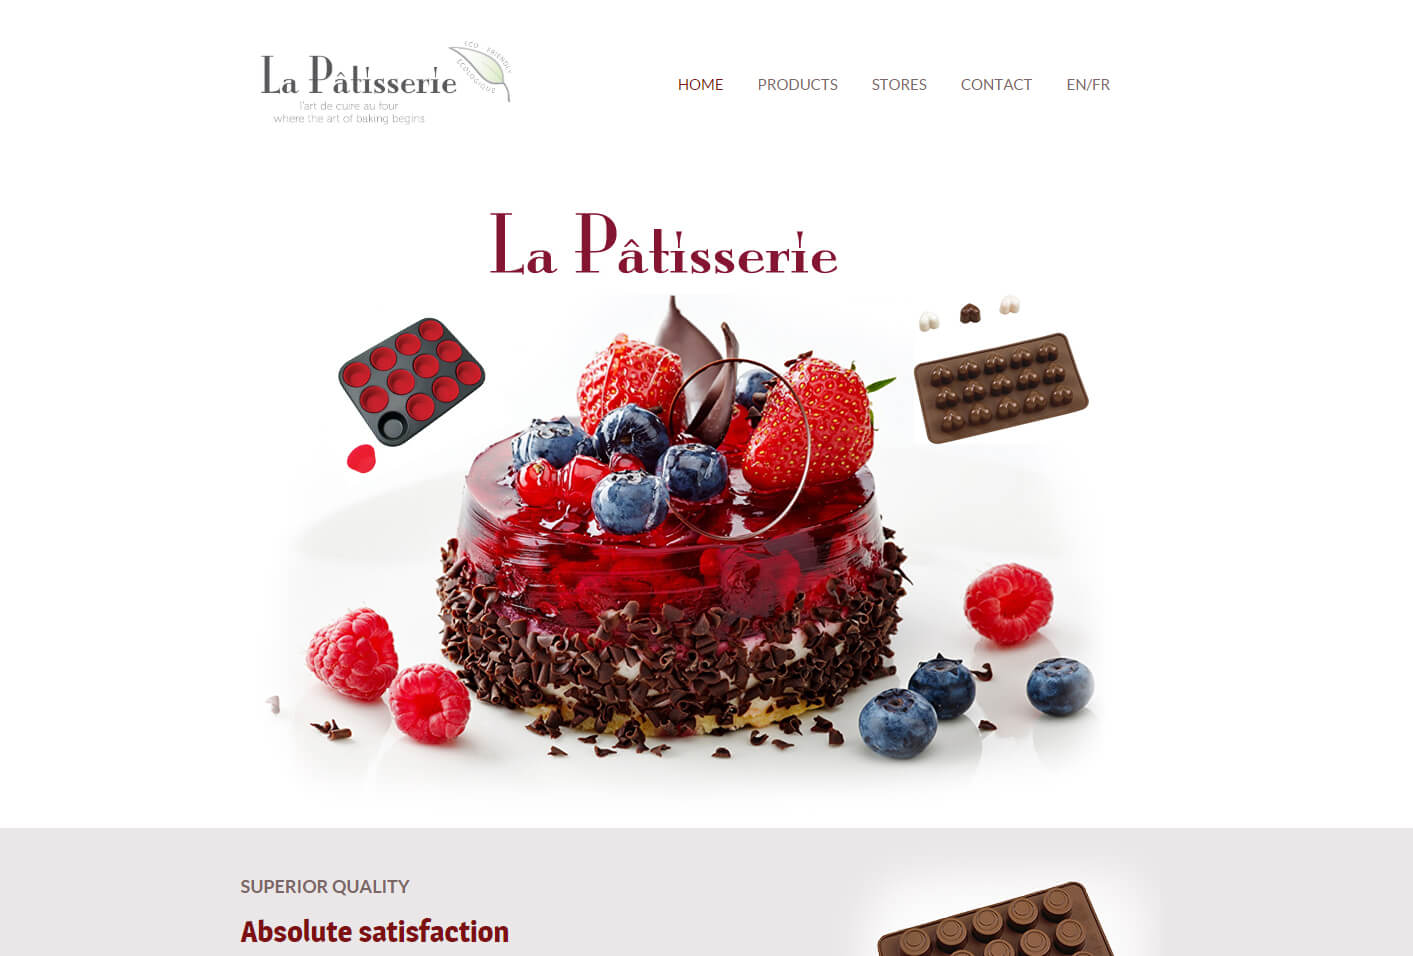 La Pâtisserie
ECO - FRIENDLY
ÉCOLOGIQUE
l'art de cuire au four
where the art of baking begins
HOME
PRODUCTS
STORES
CONTACT
EN/FR
La Pâtisserie
SUPERIOR QUALITY
Absolute satisfaction